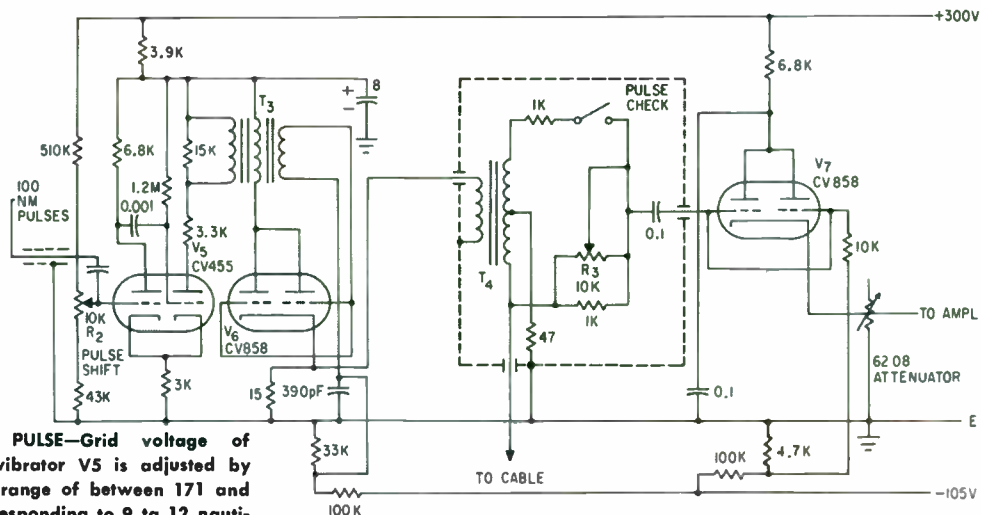 +300V
3.9K
6.8K
+
8
-
T3
PULSE
CHECK
1K
510K
6.8K
15K
V7
CV858
100
NM
PULSES
1.2M
0.001
3.3K
V5
CV455
0.1
10K
R3
10K
T4
1K
10K
R2
PULSE
SHIFT
V6
CV858
47
TO AMPL
6208
ATTENUATOR
3K
15
390pF
0.1
43K
E
PULSE—Grid voltage of
vibrator V5 is adjusted by
range of between 171 and
responding to 9 to 12 nauti-
33K
4.7K
100K
TO CABLE
100K
-105V